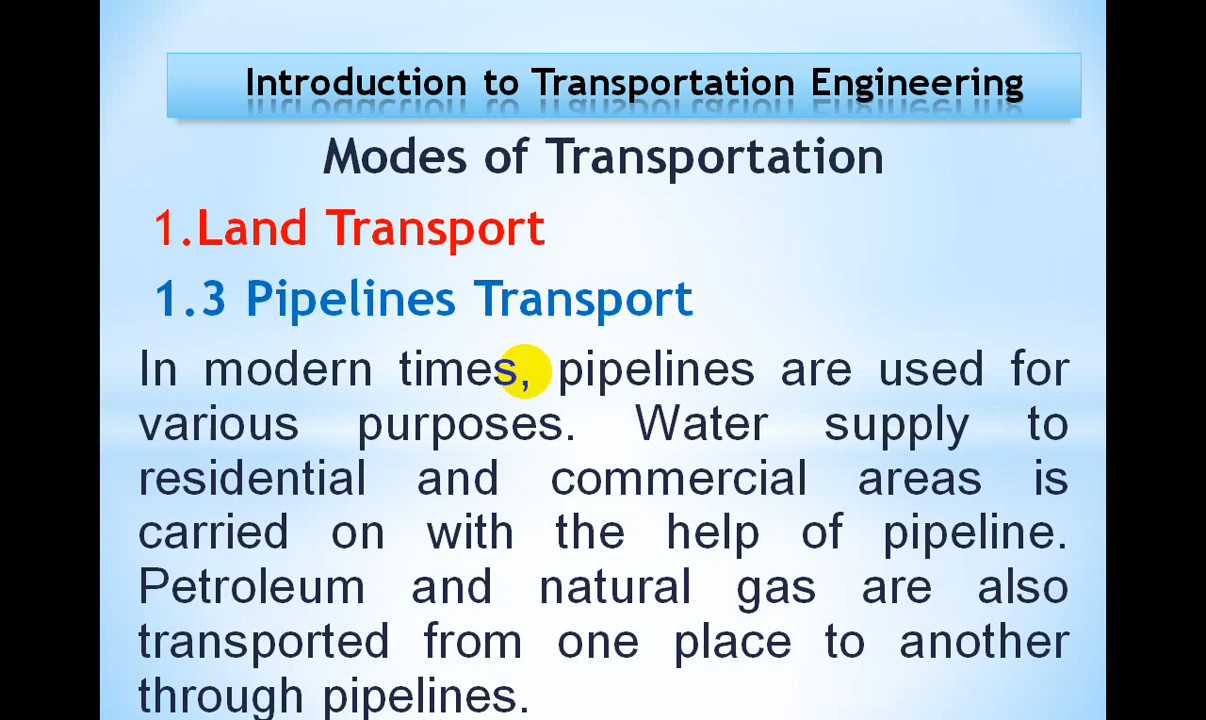 Introduction to Transportation Engineering
Modes of Transportation
1.Land Transport
1.3 Pipelines Transport
In modern times, pipelines are used for
various purposes. Water supply to
residential and commercial areas is
carried on with the help of pipeline.
Petroleum and natural gas are also
transported from one place to another
through pipelines.